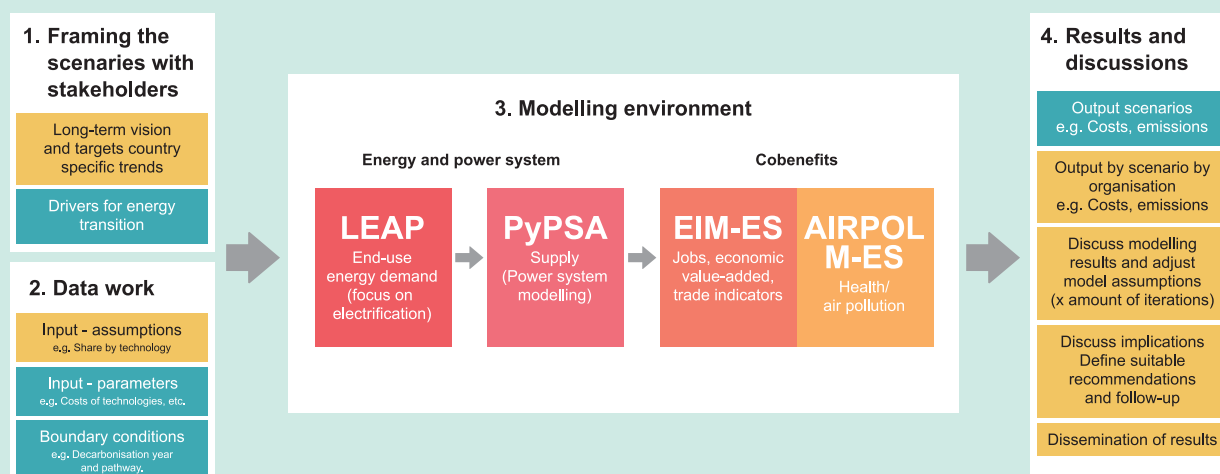 1. Framing the
scenaries with
stakeholders
Long-term vision
and targets country
specific trends
Drivers for energy
transition
2. Data work
Input - assumptions
e.g. Share by technology
Input - parameters
e.g. Costs of technologies, etc.
Boundary conditions
e.g. Decarbonisation year
and pathway.
3. Modelling environment
Energy and power system
LEAP
End-use
energy demand
(focus on
electrification)
PyPSA
Supply
(Power system
modelling)
Cobenefits
EIM-ES
Jobs, economic
value-added,
trade indicators
AIRPOL
M-ES
Health/
air pollution
4. Results and
discussions
Output scenarios
e.g. Costs, emissions
Output by scenario by
organisation
e.g. Costs, emissions
Discuss modelling
results and adjust
model assumptions
(x amount of iterations)
Discuss implications
Define suitable
recommendations
and follow-up
Dissemination of results